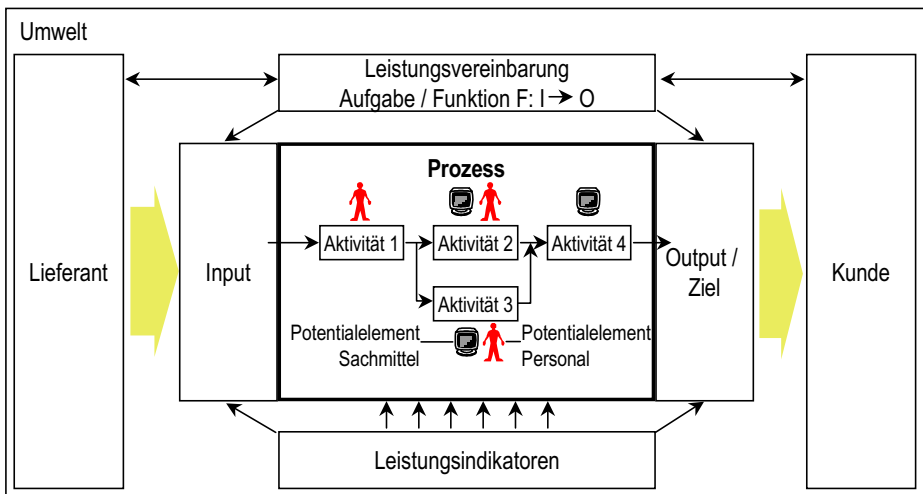 Umwelt
Leistungsvereinbarung
Aufgabe / Funktion F: I → O
Lieferant
Input
Prozess
Aktivität 1
Aktivität 2
Aktivität 4
Aktivität 3
Potentialelement
Sachmittel
Potentialelement
Personal
Output /
Ziel
Kunde
Leistungsindikatoren